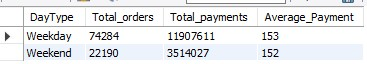 DayType Total_orders Total_payments Average_Payment
Weekday 74284 11907611 153
Weekend 22190 3514027 152